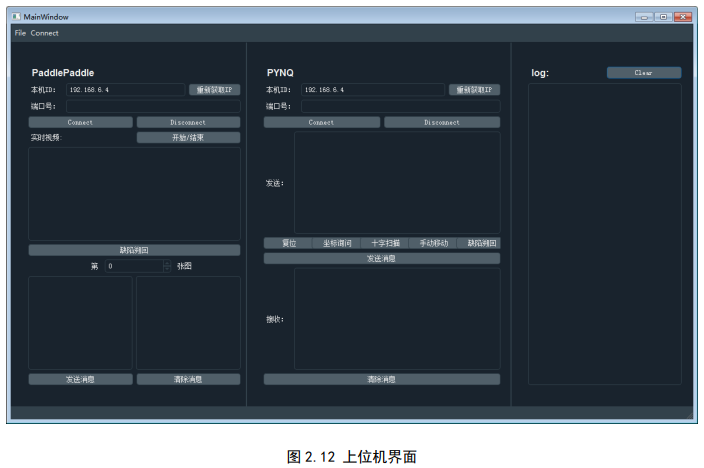 MainWindow
File Connect
PaddlePaddle
本机ID: 192.168.6.4 重新获取IP
端口号:
Connect Disconnect
实时视频: 开始/结束
缺陷剔回
第 0 张图
发送消息 清除消息
PYNQ
本机ID: 192.168.6.4 重新获取IP
端口号:
Connect Disconnect
发送:
复位 坐标询问 十字扫描 手动移动 缺陷剔回
发送消息
接收:
清除消息
log: Clear
图2.12 上位机界面